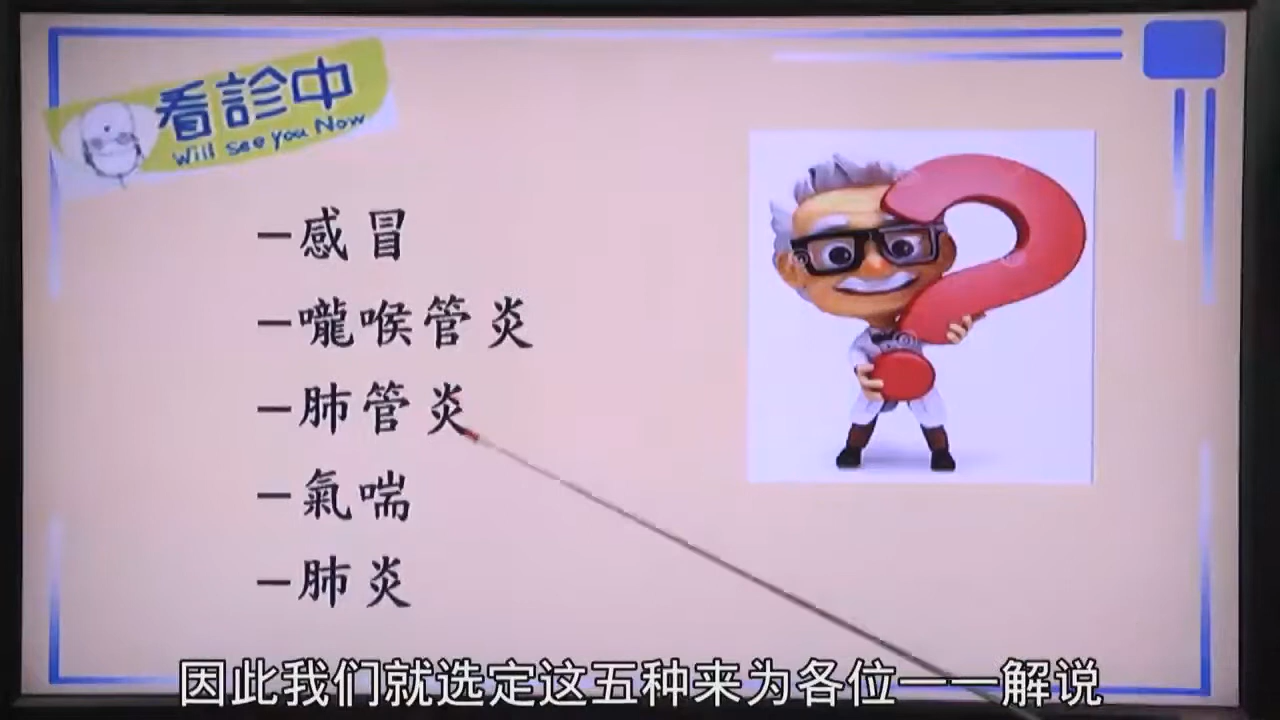 看診中
Will see you Now
感冒
嚨喉管炎
肺管炎
氣喘
肺炎
因此我们就选定这五种来为各位一一解说